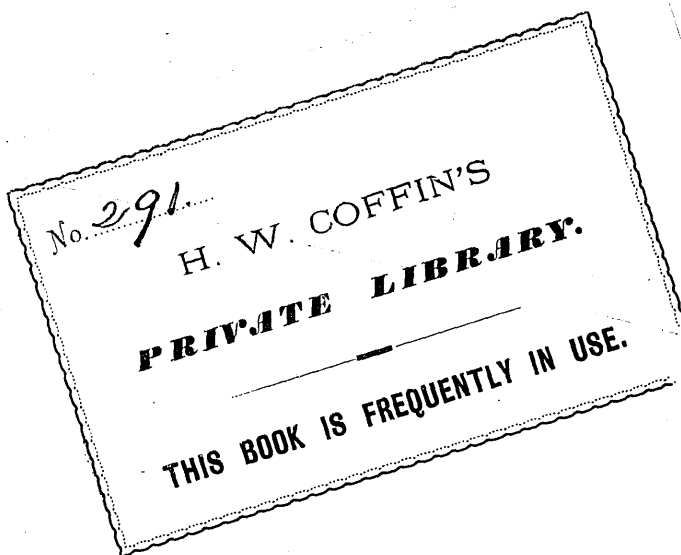 No. 291.
H. W. COFFIN'S
PRIVATE LIBRARY.
THIS BOOK IS FREQUENTLY IN USE.